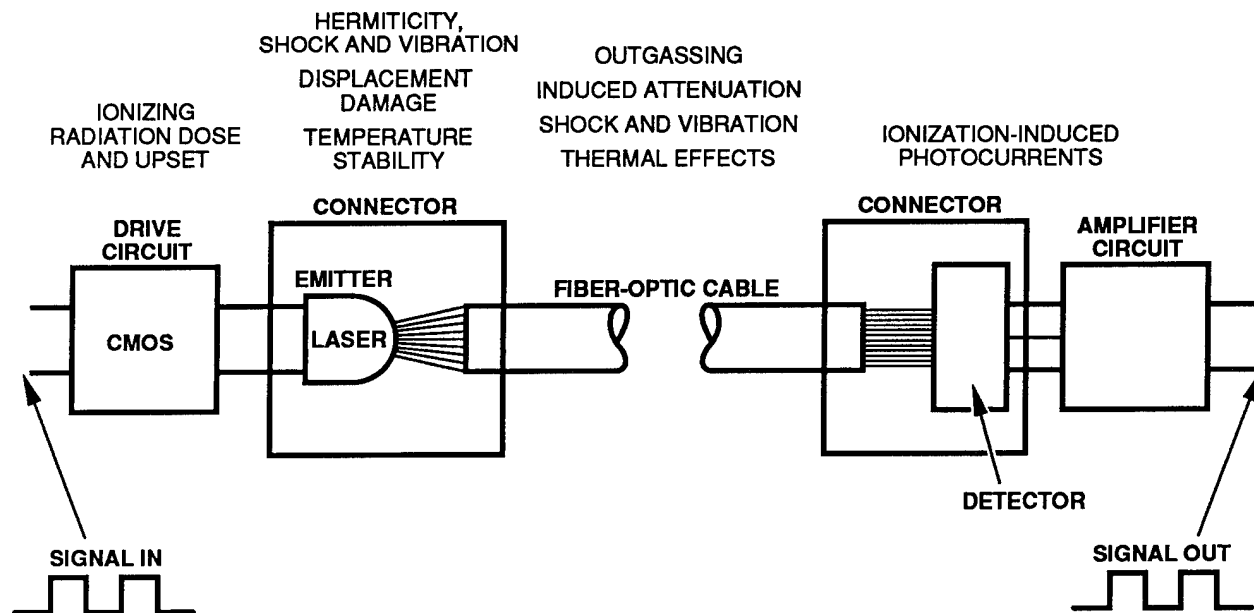 HERMITICITY,
SHOCK AND VIBRATION
DISPLACEMENT
DAMAGE
TEMPERATURE
STABILITY
OUTGASSING
INDUCED ATTENUATION
SHOCK AND VIBRATION
THERMAL EFFECTS
IONIZING
RADIATION DOSE
AND UPSET
IONIZATION-INDUCED
PHOTOCURRENTS
DRIVE
CIRCUIT
CONNECTOR
CONNECTOR
AMPLIFIER
CIRCUIT
EMITTER
FIBER-OPTIC CABLE
CMOS
LASER
DETECTOR
SIGNAL IN
SIGNAL OUT